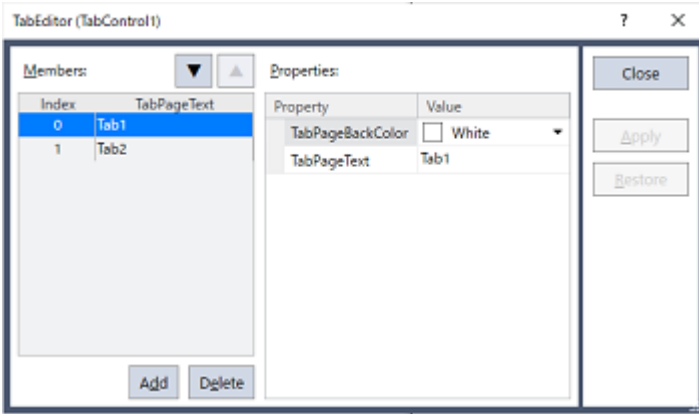 TabEditor (TabControl1) ? ✕
Members: ▼ ▲ Properties: Close
Index TabPageText Property Value
0 Tab1 TabPageBackColor White
1 Tab2 TabPageText Tab1
Apply
Restore
Add Delete